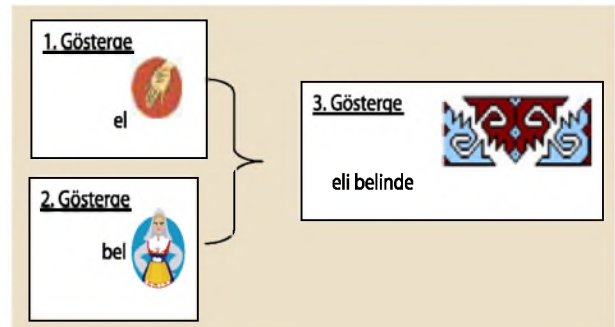 1. Gösterge
el
2. Gösterge
bel
3. Gösterge
eli belinde